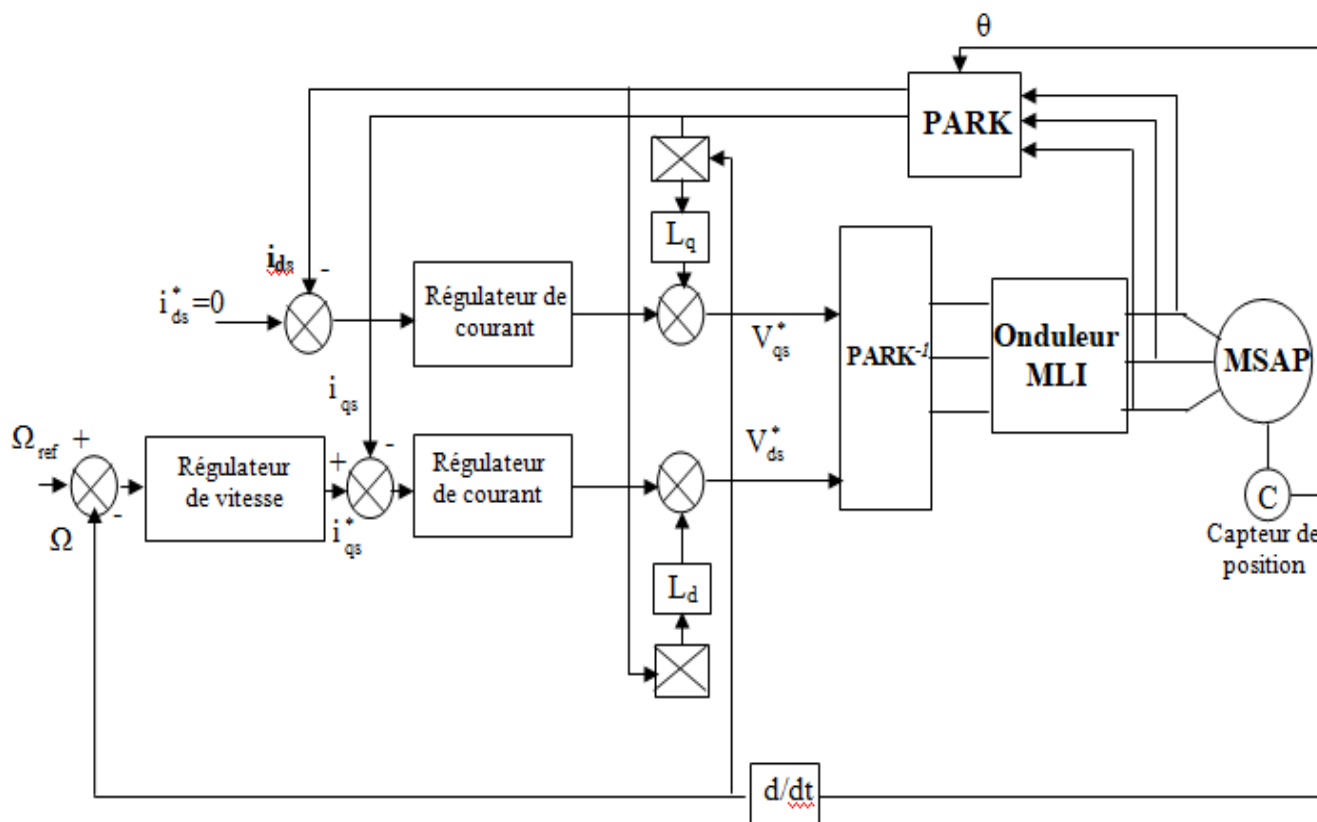 θ
PARK
L_q
i_ds -
i*_ds=0
Régulateur de
courant
V*_qs
PARK⁻¹
Onduleur
MLI
MSAP
i_qs
Ω_ref +
-
Régulateur
de vitesse
+
-
Régulateur
de courant
V*_ds
C
Capteur de
position
Ω
i*_qs
L_d
d/dt